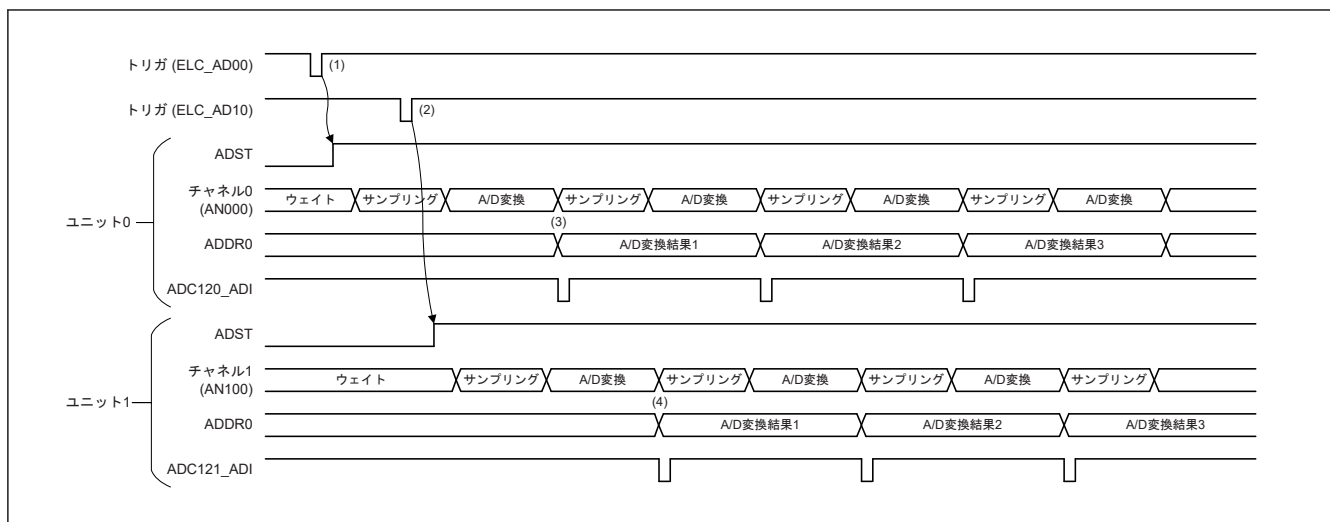 トリガ (ELC_AD00)
(1)
トリガ (ELC_AD10)
(2)
ユニット0
ADST
チャネル0
(AN000)
ウェイト サンプリング A/D変換 サンプリング A/D変換 サンプリング A/D変換 サンプリング A/D変換
(3)
ADDR0
A/D変換結果1 A/D変換結果2 A/D変換結果3
ADC120_ADI
ユニット1
ADST
チャネル1
(AN100)
ウェイト サンプリング A/D変換 サンプリング A/D変換 サンプリング A/D変換 サンプリング
(4)
ADDR0
A/D変換結果1 A/D変換結果2 A/D変換結果3
ADC121_ADI